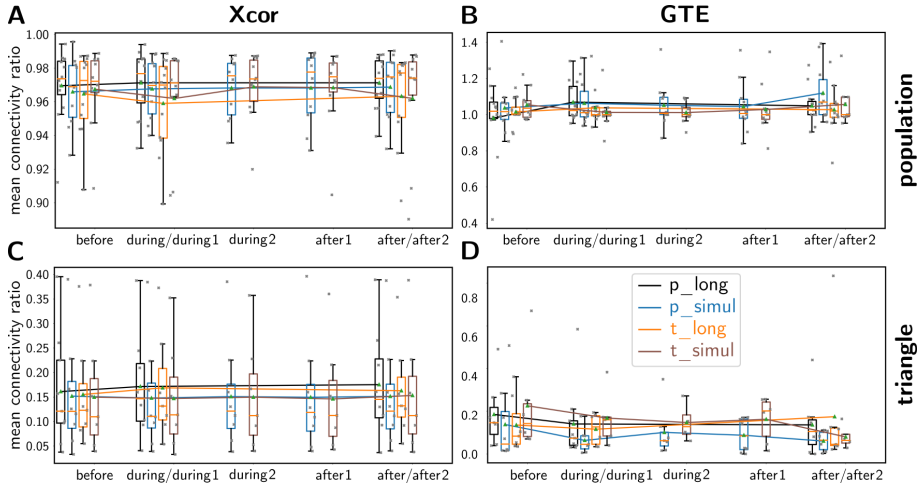 A Xcor
mean connectivity ratio
1.00
0.98
0.96
0.94
0.92
0.90
before during/during1 during2 after1 after/after2
B GTE
population
1.4
1.2
1.0
0.8
0.6
0.4
before during/during1 during2 after1 after/after2
C
mean connectivity ratio
0.40
0.35
0.30
0.25
0.20
0.15
0.10
0.05
before during/during1 during2 after1 after/after2
D
triangle
0.8
0.6
0.4
0.2
0.0
p_long
p_simul
t_long
t_simul
before during/during1 during2 after1 after/after2